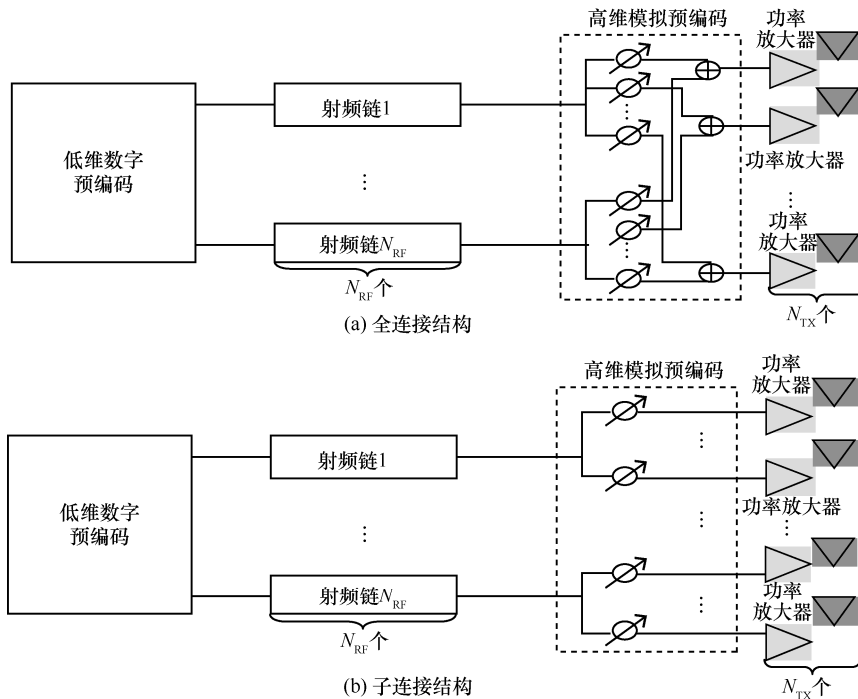 高维模拟预编码
功率
放大器
射频链1
低维数字
预编码
功率放大器
射频链N_RF
功率
放大器
N_RF个
N_TX个
(a) 全连接结构
高维模拟预编码
功率
放大器
射频链1
低维数字
预编码
功率放大器
射频链N_RF
功率
放大器
N_RF个
N_TX个
(b) 子连接结构